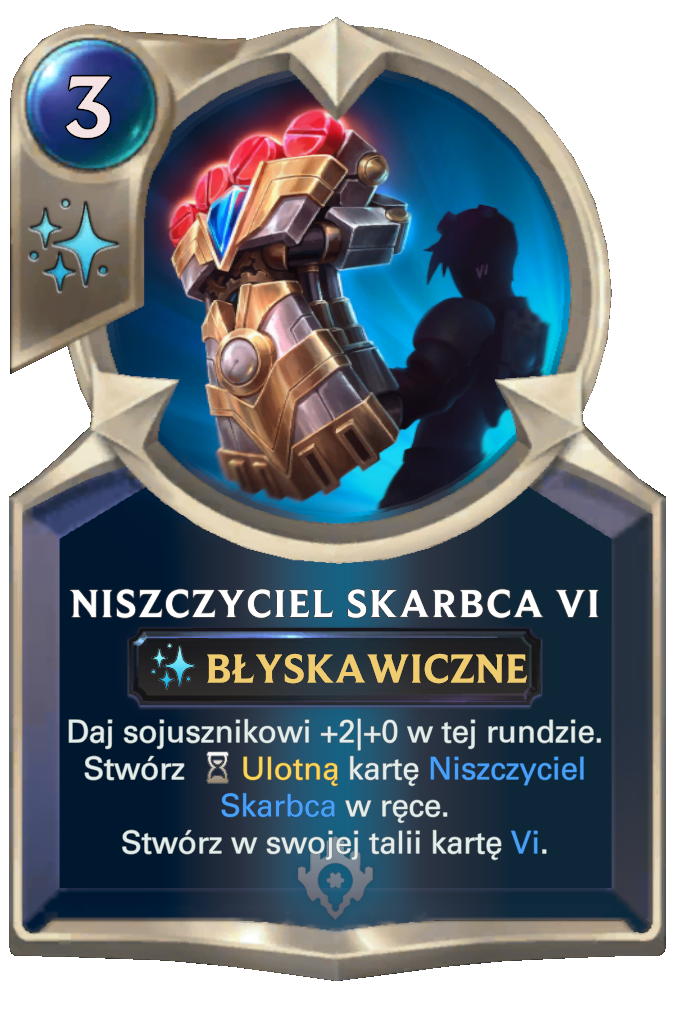 3
NISZCZYCIEL SKARBCA VI
BŁYSKAWICZNE
Daj sojusznikowi +2|+0 w tej rundzie.
Stwórz Ulotną kartę Niszczyciel
Skarbca w ręce.
Stwórz w swojej talii kartę Vi.